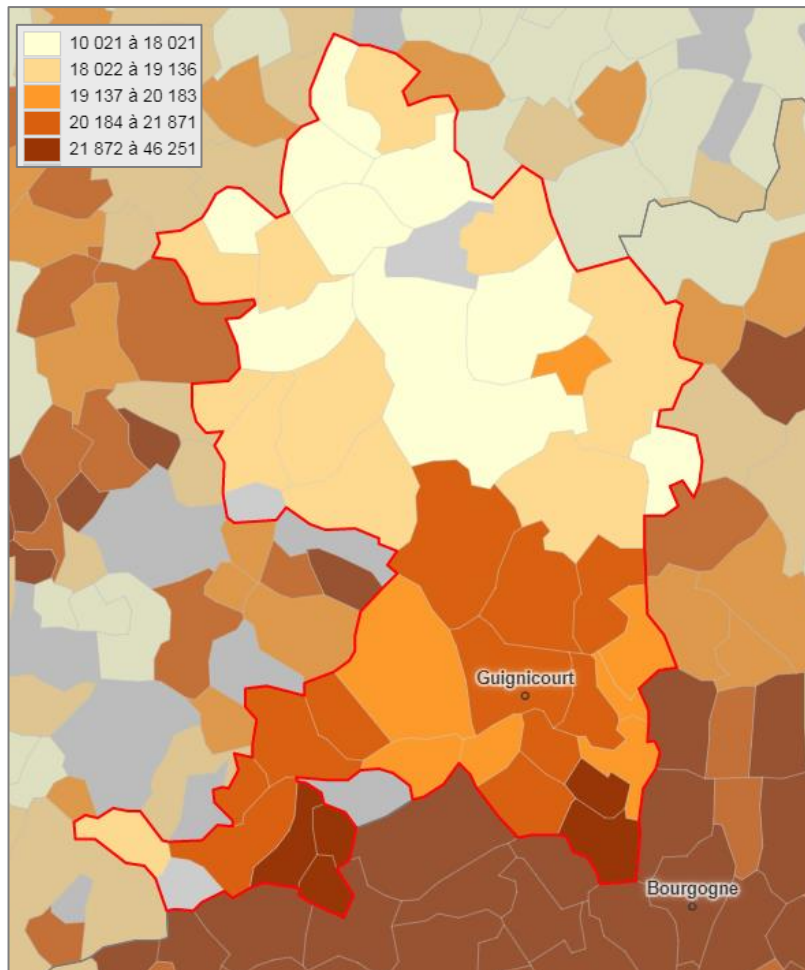 10 021 à 18 021
18 022 à 19 136
19 137 à 20 183
20 184 à 21 871
21 872 à 46 251
Guignicourt
Bourgogne